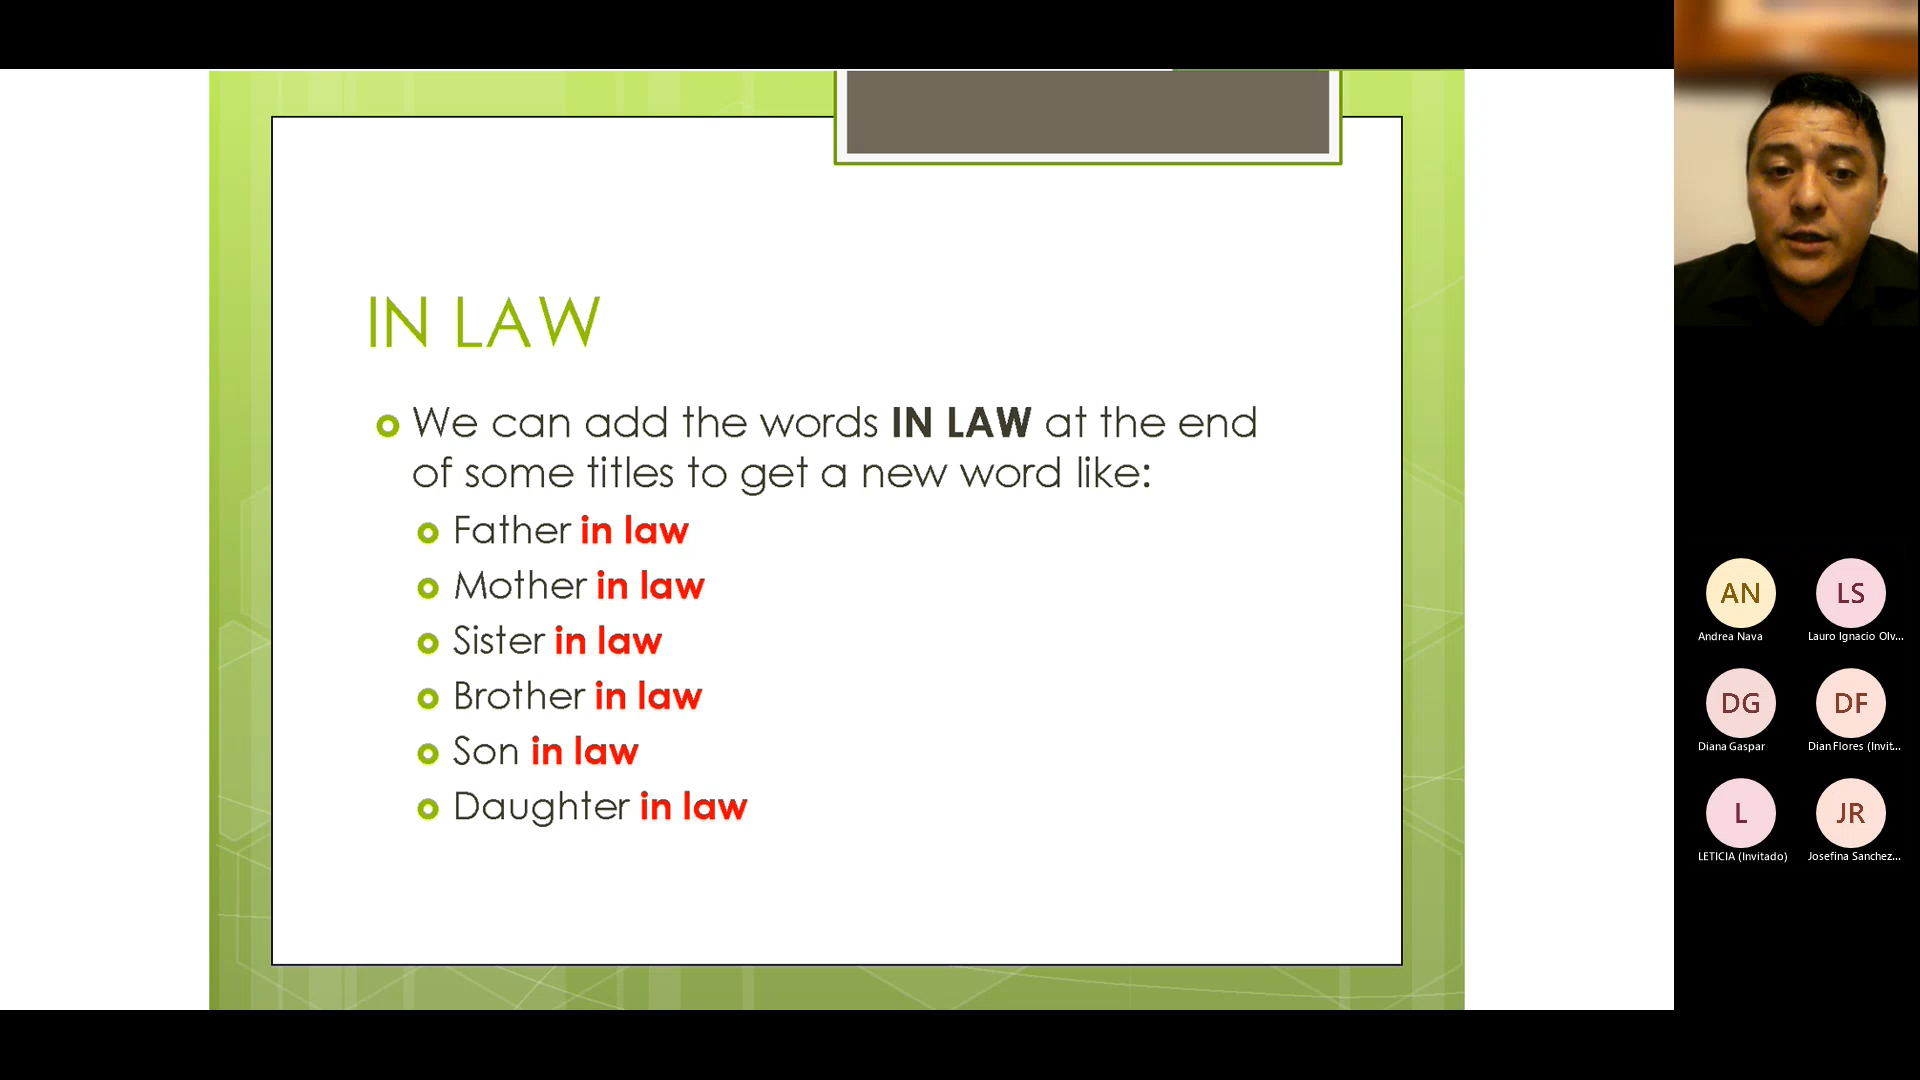 IN LAW
We can add the words IN LAW at the end
of some titles to get a new word like:
Father in law
Mother in law
Sister in law
Brother in law
Son in law
Daughter in law
AN
LS
Andrea Nava
Lauro Ignacio Olv...
DG
DF
Diana Gaspar
Dian Flores (Invit...
L
JR
LETICIA (Invitado)
Josefina Sanchez...